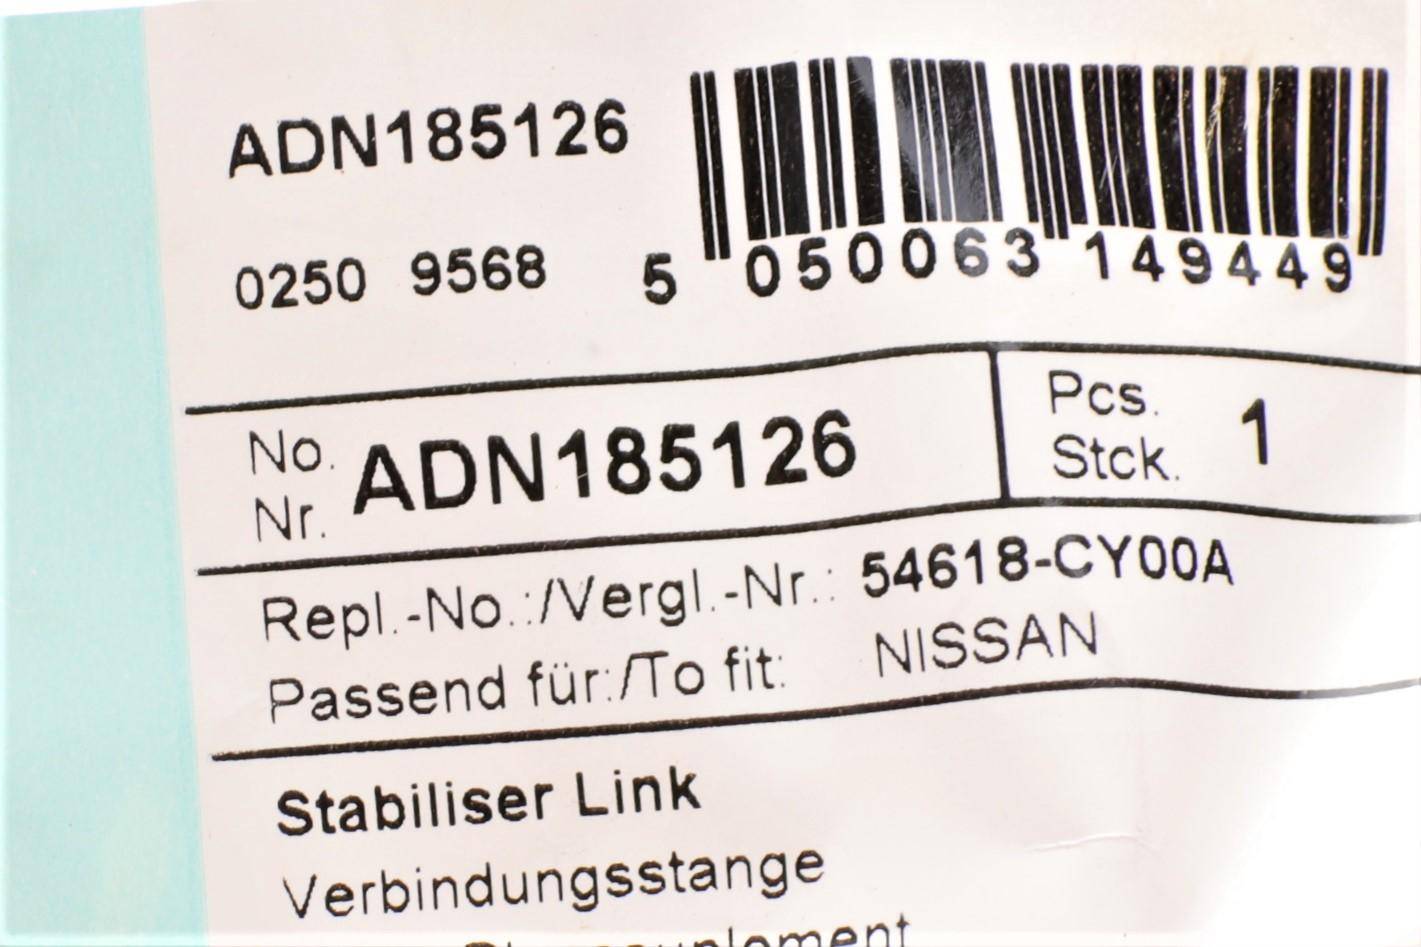 ADN185126
0250 9568
5 050063 149449
No. Nr. ADN185126
Pcs. Stck. 1
Repl.-No.:/Vergl.-Nr.: 54618-CY00A
Passend für:/To fit: NISSAN
Stabiliser Link
Verbindungsstange